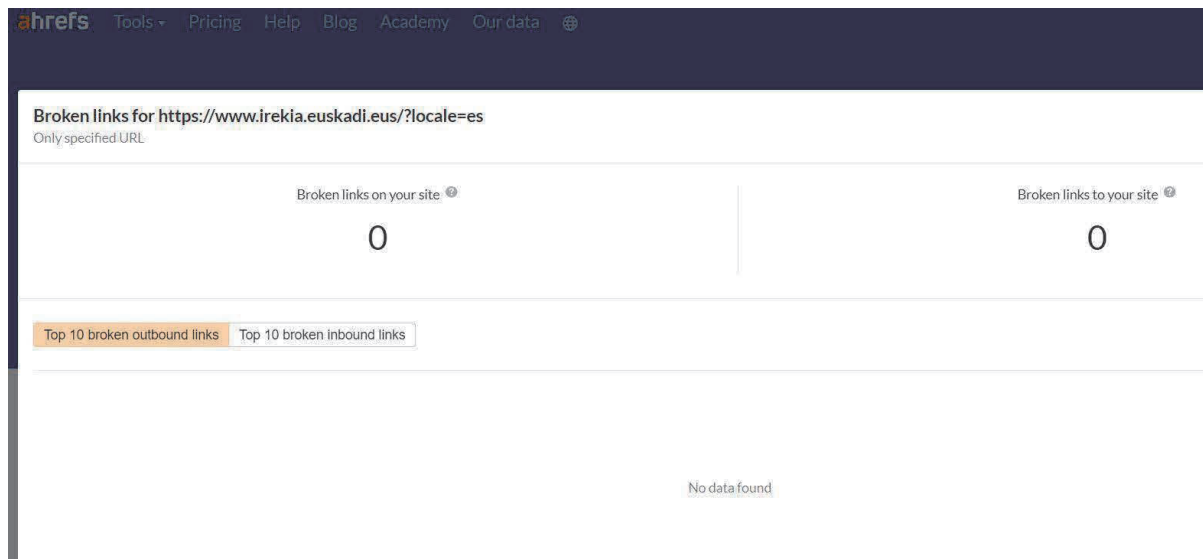 ahrefs Tools Pricing Help Blog Academy Our data
Broken links for https://www.irekia.euskadi.eus/?locale=es
Only specified URL
Broken links on your site ? Broken links to your site ?
0 0
Top 10 broken outbound links Top 10 broken inbound links
No data found